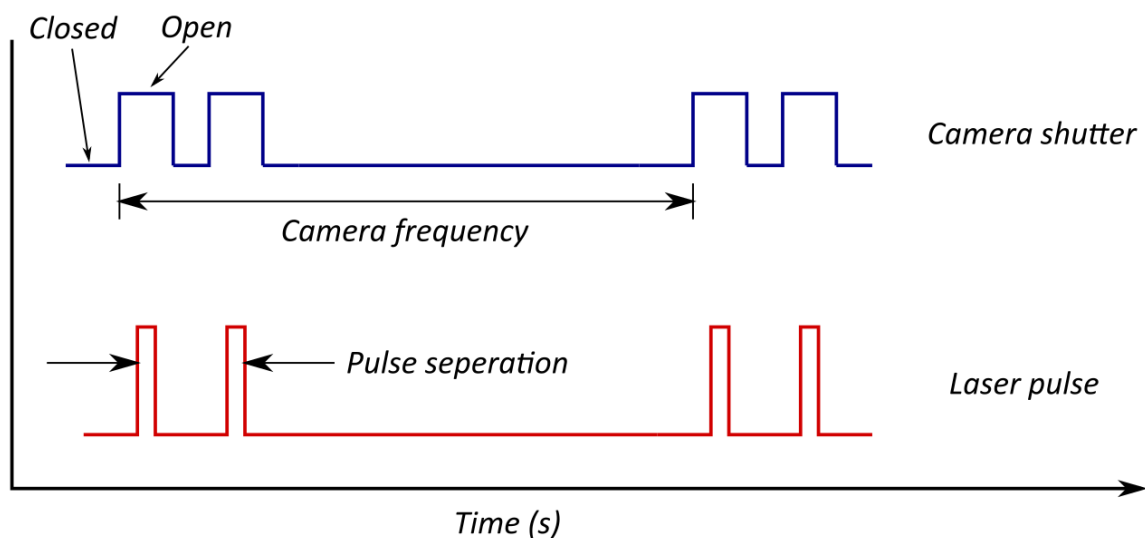 Closed
Open
Camera shutter
Camera frequency
Pulse seperation
Laser pulse
Time (s)